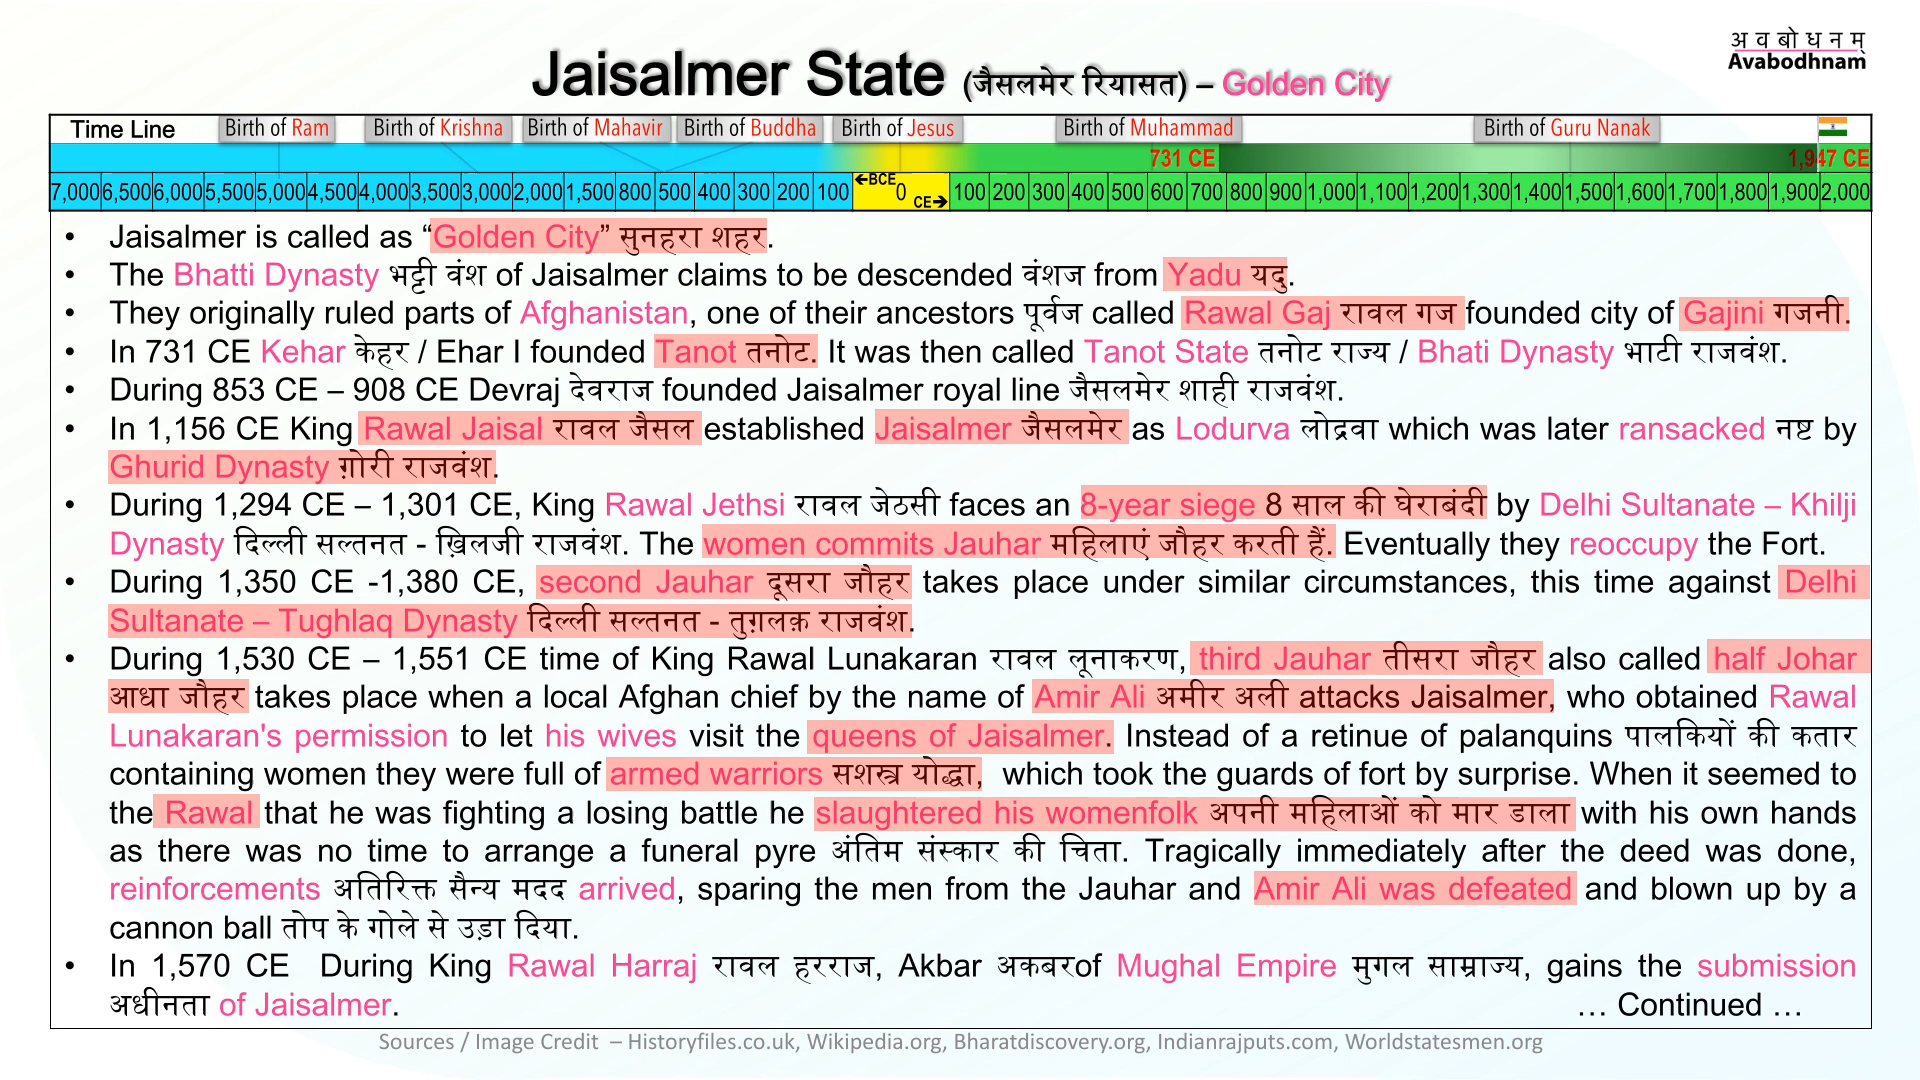 अ व बो ध न म्
Avabodhnam
Jaisalmer State (जैसलमेर रियासत) – Golden City
Time Line Birth of Ram Birth of Krishna Birth of Mahavir Birth of Buddha Birth of Jesus Birth of Muhammad Birth of Guru Nanak
731 CE 1,947 CE
7,000 6,500 6,000 5,500 5,000 4,500 4,000 3,500 3,000 2,000 1,500 800 500 400 300 200 100 ←BCE 0 CE→ 100 200 300 400 500 600 700 800 900 1,000 1,100 1,200 1,300 1,400 1,500 1,600 1,700 1,800 1,900 2,000
• Jaisalmer is called as “Golden City” सुनहरा शहर.
• The Bhatti Dynasty भट्टी वंश of Jaisalmer claims to be descended वंशज from Yadu यदु.
• They originally ruled parts of Afghanistan, one of their ancestors पूर्वज called Rawal Gaj रावल गज founded city of Gajini गजनी.
• In 731 CE Kehar केहर / Ehar I founded Tanot तनोट. It was then called Tanot State तनोट राज्य / Bhati Dynasty भाटी राजवंश.
• During 853 CE – 908 CE Devraj देवराज founded Jaisalmer royal line जैसलमेर शाही राजवंश.
• In 1,156 CE King Rawal Jaisal रावल जैसल established Jaisalmer जैसलमेर as Lodurva लोद्रवा which was later ransacked नष्ट by
Ghurid Dynasty ग़ोरी राजवंश.
• During 1,294 CE – 1,301 CE, King Rawal Jethsi रावल जेठसी faces an 8-year siege 8 साल की घेराबंदी by Delhi Sultanate – Khilji
Dynasty दिल्ली सल्तनत - ख़िलजी राजवंश. The women commits Jauhar महिलाएं जौहर करती हैं. Eventually they reoccupy the Fort.
• During 1,350 CE -1,380 CE, second Jauhar दूसरा जौहर takes place under similar circumstances, this time against Delhi
Sultanate – Tughlaq Dynasty दिल्ली सल्तनत - तुग़लक़ राजवंश.
• During 1,530 CE – 1,551 CE time of King Rawal Lunakaran रावल लूनाकरण, third Jauhar तीसरा जौहर also called half Johar
आधा जौहर takes place when a local Afghan chief by the name of Amir Ali अमीर अली attacks Jaisalmer, who obtained Rawal
Lunakaran's permission to let his wives visit the queens of Jaisalmer. Instead of a retinue of palanquins पालकियों की कतार
containing women they were full of armed warriors सशस्त्र योद्धा, which took the guards of fort by surprise. When it seemed to
the Rawal that he was fighting a losing battle he slaughtered his womenfolk अपनी महिलाओं को मार डाला with his own hands
as there was no time to arrange a funeral pyre अंतिम संस्कार की चिता. Tragically immediately after the deed was done,
reinforcements अतिरिक्त सैन्य मदद arrived, sparing the men from the Jauhar and Amir Ali was defeated and blown up by a
cannon ball तोप के गोले से उड़ा दिया.
• In 1,570 CE During King Rawal Harraj रावल हरराज, Akbar अकबरof Mughal Empire मुगल साम्राज्य, gains the submission
अधीनता of Jaisalmer. … Continued …
Sources / Image Credit – Historyfiles.co.uk, Wikipedia.org, Bharatdiscovery.org, Indianrajputs.com, Worldstatesmen.org